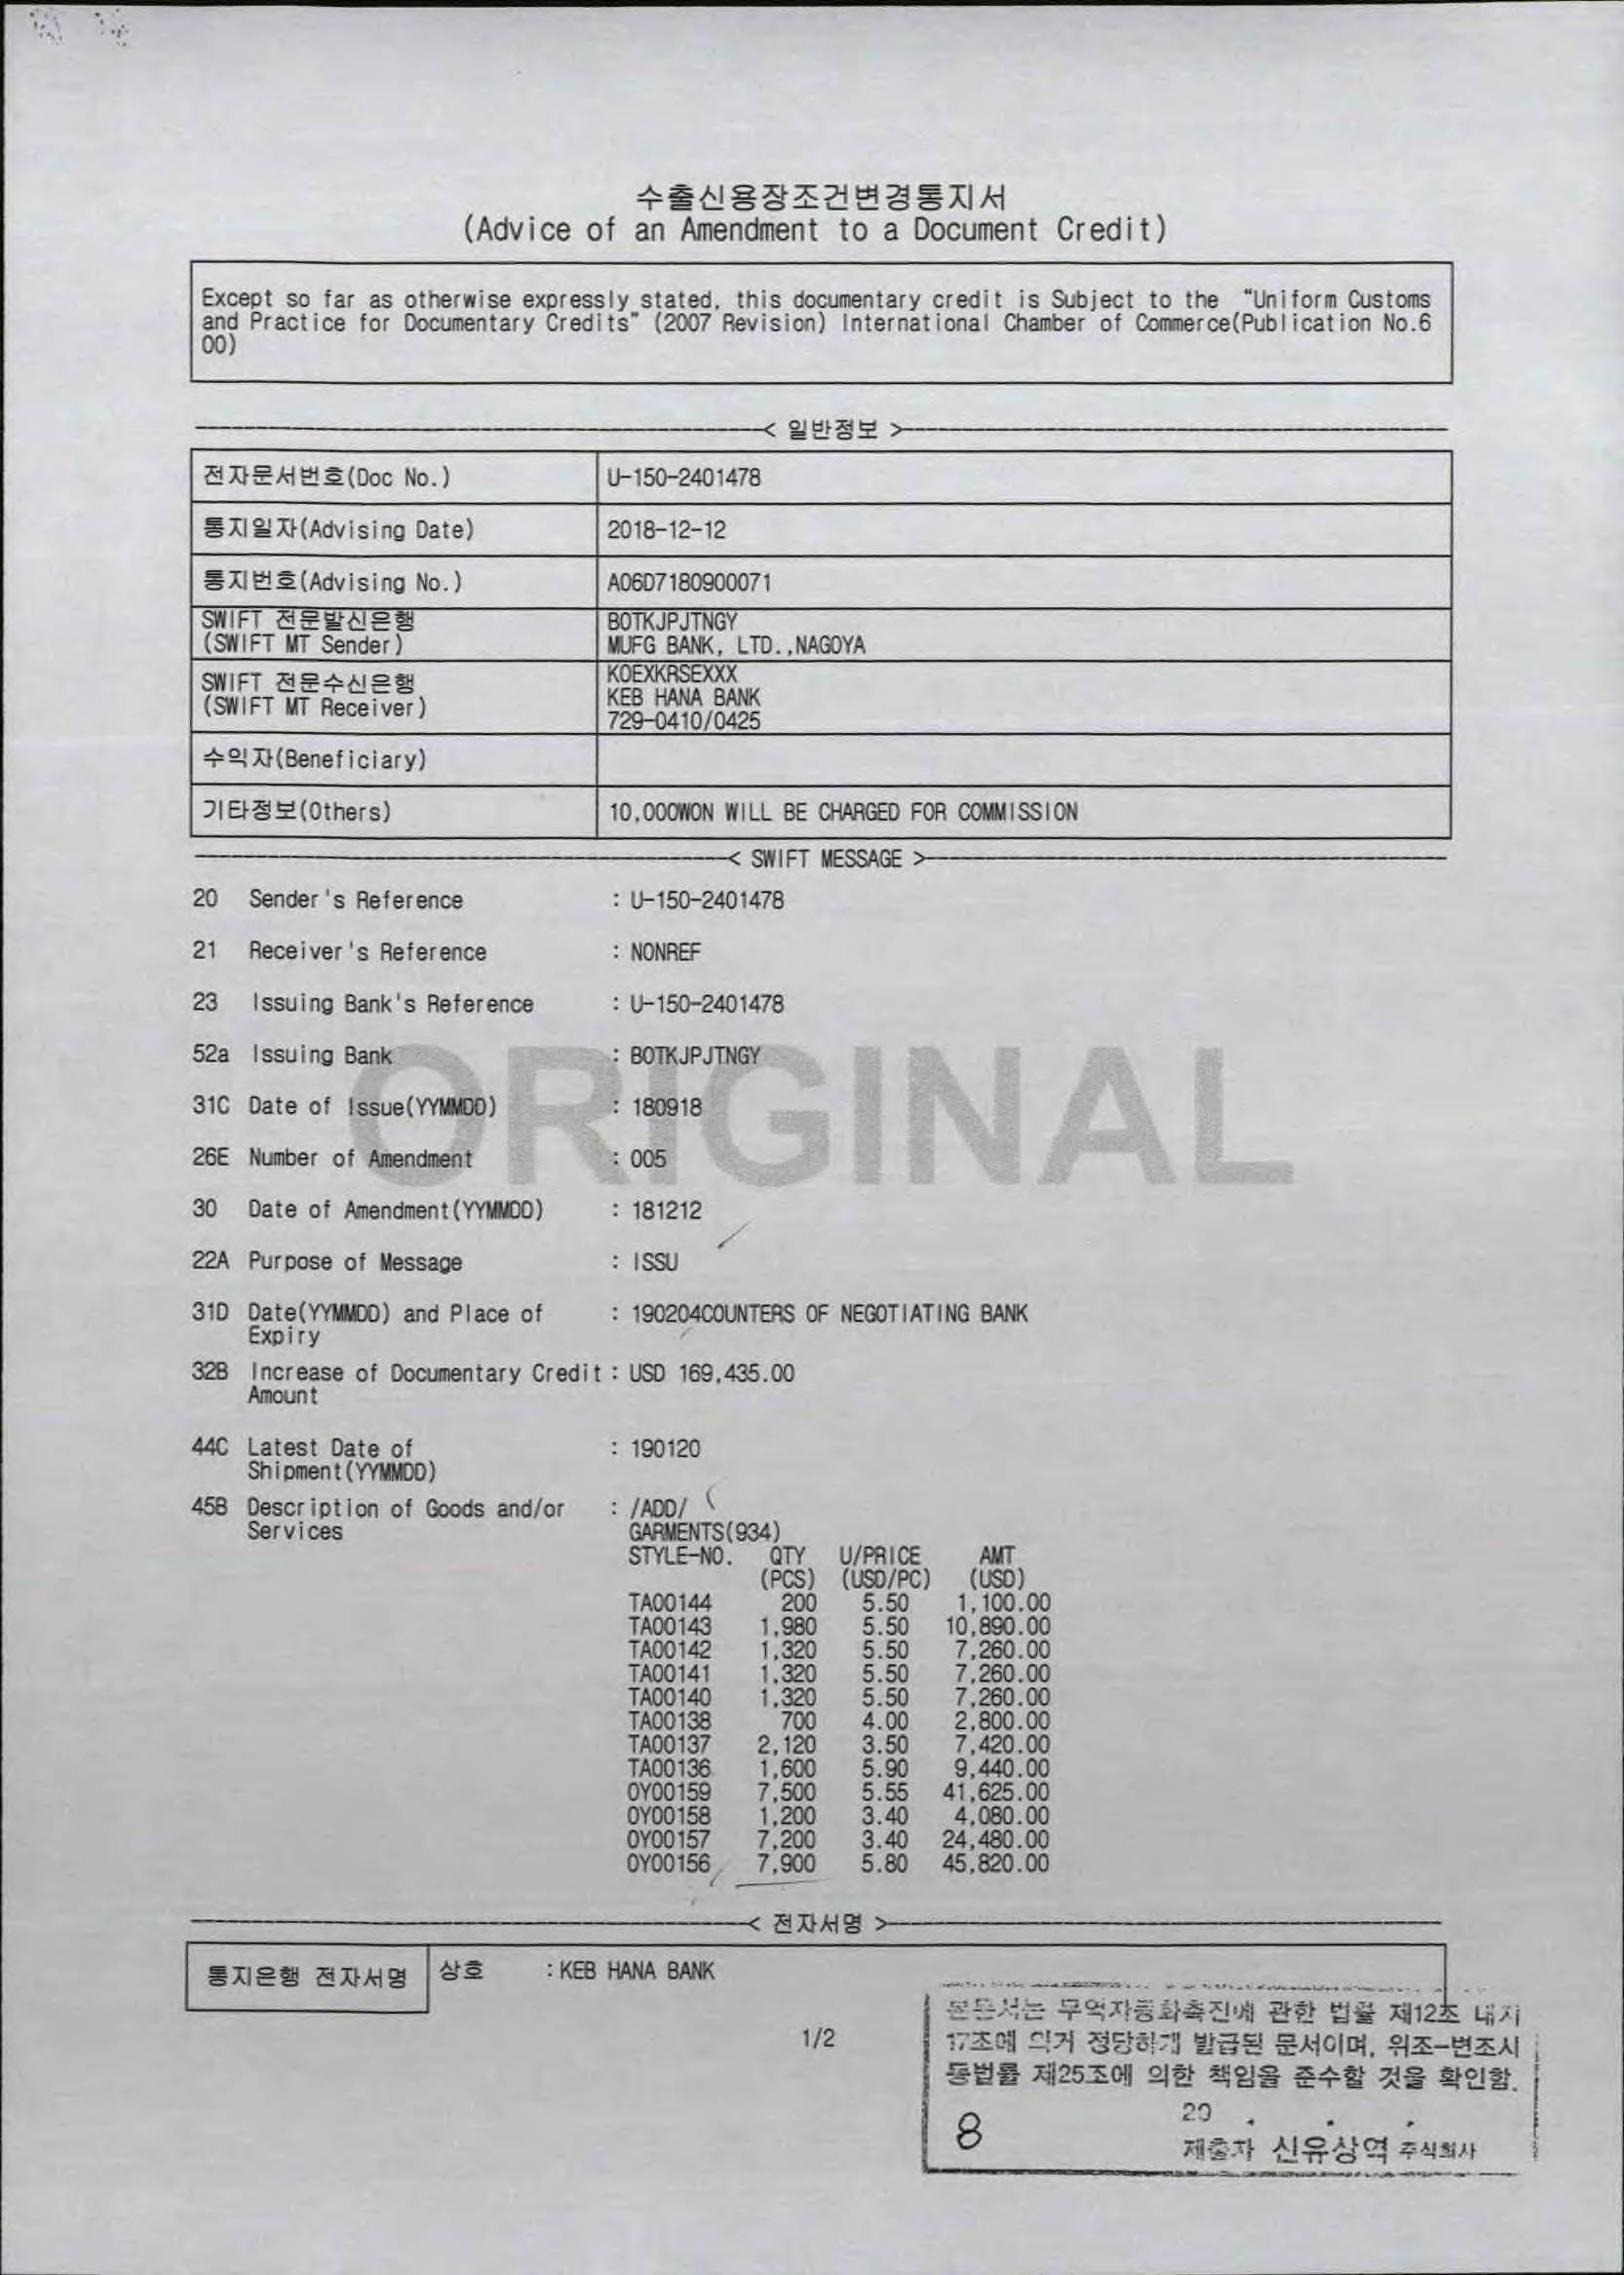 수출신용장조건변경통지서
(Advice of an Amendment to a Document Credit)
Except so far as otherwise expressly stated, this documentary credit is Subject to the "Uniform Customs
and Practice for Documentary Credits" (2007 Revision) International Chamber of Commerce(Publication No.6
00)
< 일반정보 >
전자문서번호(Doc No.) U-150-2401478
통지일자(Advising Date) 2018-12-12
통지번호(Advising No.) A06D7180900071
SWIFT 전문발신은행 BOTKJPJTNGY
(SWIFT MT Sender) MUFG BANK, LTD.,NAGOYA
KOEXKRSEXXX
SWIFT 전문수신은행 KEB HANA BANK
(SWIFT MT Receiver) 729-0410/0425
수익자(Beneficiary)
기타정보(Others) 10,000WON WILL BE CHARGED FOR COMMISSION
< SWIFT MESSAGE >
20 Sender's Reference : U-150-2401478
21 Receiver's Reference : NONREF
23 Issuing Bank's Reference : U-150-2401478
52a Issuing Bank : BOTKJPJTNGY
ORIGINAL
31C Date of Issue(YYMMDD) : 180918
26E Number of Amendment : 005
30 Date of Amendment(YYMMDD) : 181212
22A Purpose of Message : ISSU
31D Date(YYMMDD) and Place of : 190204COUNTERS OF NEGOTIATING BANK
Expiry
32B Increase of Documentary Credit : USD 169,435.00
Amount
44C Latest Date of : 190120
Shipment(YYMMDD)
45B Description of Goods and/or : /ADD/
Services GARMENTS(934)
STYLE-NO. QTY U/PRICE AMT
(PCS) (USD/PC) (USD)
TA00144 200 5.50 1,100.00
TA00143 1,980 5.50 10,890.00
TA00142 1,320 5.50 7,260.00
TA00141 1,320 5.50 7,260.00
TA00140 1,320 5.50 7,260.00
TA00138 700 4.00 2,800.00
TA00137 2,120 3.50 7,420.00
TA00136 1,600 5.90 9,440.00
OY00159 7,500 5.55 41,625.00
OY00158 1,200 3.40 4,080.00
OY00157 7,200 3.40 24,480.00
OY00156 7,900 5.80 45,820.00
< 전자서명 >
통지은행 전자서명 상호 : KEB HANA BANK
1/2
본문서는 무역자동화촉진에 관한 법률 제12조 내지
17조에 의거 정당하게 발급된 문서이며, 위조-변조시
동법률 제25조에 의한 책임을 준수할 것을 확인함.
20 . . .
8
제출자 신유상역 주식회사